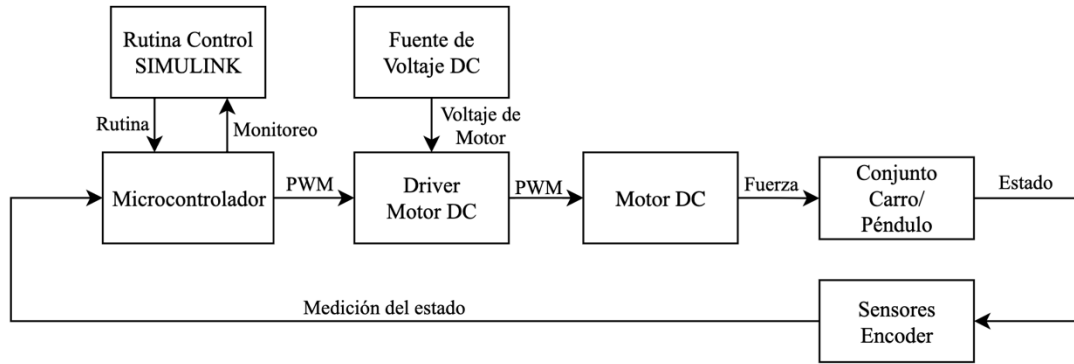 Rutina Control
SIMULINK
Fuente de
Voltaje DC
Rutina
Monitoreo
Voltaje de
Motor
Microcontrolador
PWM
Driver
Motor DC
PWM
Motor DC
Fuerza
Conjunto
Carro/
Péndulo
Estado
Medición del estado
Sensores
Encoder